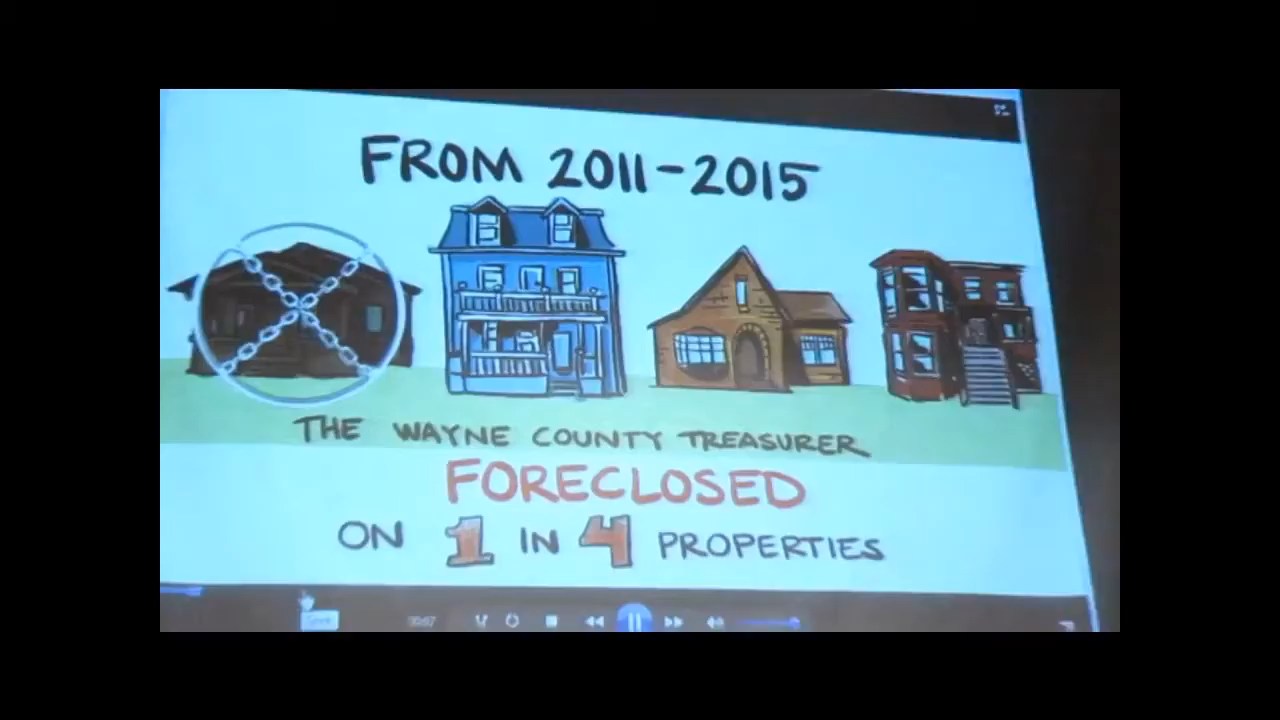 FROM 2011-2015
THE WAYNE COUNTY TREASURER
FORECLOSED
ON 1 IN 4 PROPERTIES